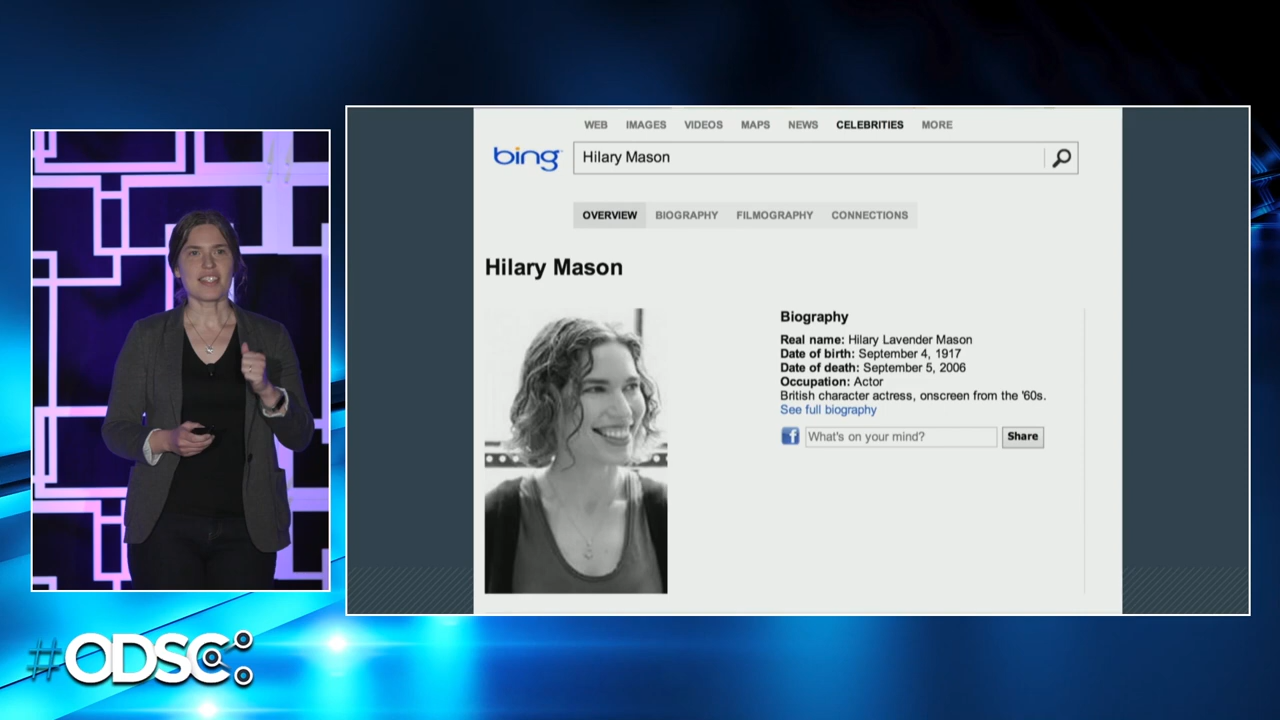 WEB IMAGES VIDEOS MAPS NEWS CELEBRITIES MORE
bing Hilary Mason
OVERVIEW BIOGRAPHY FILMOGRAPHY CONNECTIONS
Hilary Mason
Biography
Real name: Hilary Lavender Mason
Date of birth: September 4, 1917
Date of death: September 5, 2006
Occupation: Actor
British character actress, onscreen from the '60s.
See full biography
f What's on your mind? Share
#ODSC